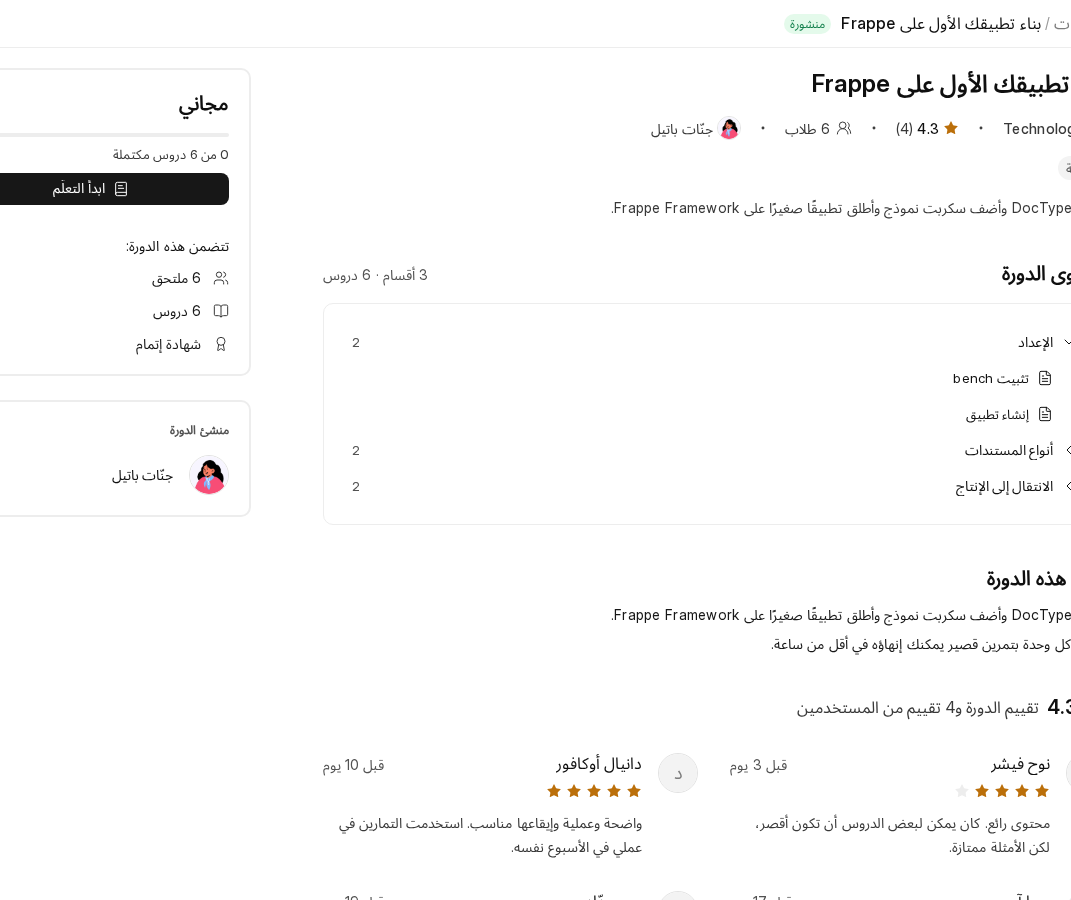 ت / بناء تطبيقك الأول على Frappe منشورة
تطبيقك الأول على Frappe
4.3 (4) • 6 طلاب • جنّات باتيل
DocType وأضف سكربت نموذج وأطلق تطبيقًا صغيرًا على Frappe Framework.
الدورة
3 أقسام · 6 دروس
الإعداد 2
تثبيت bench
إنشاء تطبيق
أنواع المستندات 2
الانتقال إلى الإنتاج 2
هذه الدورة
DocType وأضف سكربت نموذج وأطلق تطبيقًا صغيرًا على Frappe Framework.
كل وحدة بتمرين قصير يمكنك إنهاؤه في أقل من ساعة.
4.3 تقييم الدورة و4 تقييم من المستخدمين
نوح فيشر قبل 3 يوم
محتوى رائع. كان يمكن لبعض الدروس أن تكون أقصر،
لكن الأمثلة ممتازة.
د دانيال أوكافور قبل 10 يوم
واضحة وعملية وإيقاعها مناسب. استخدمت التمارين في
عملي في الأسبوع نفسه.
مجاني
0 من 6 دروس مكتملة
ابدأ التعلّم
تتضمن هذه الدورة:
6 ملتحق
6 دروس
شهادة إتمام
منشئ الدورة
جنّات باتيل